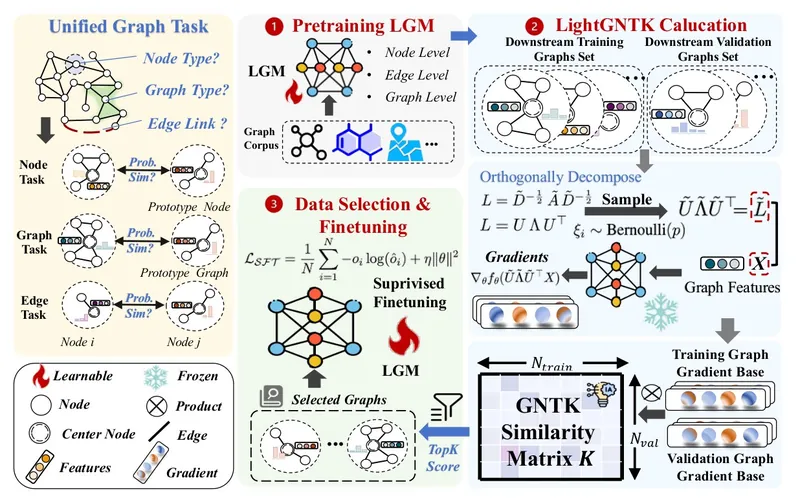 Unified Graph Task
Node Type?
Graph Type?
Edge Link ?
Node
Task
Prob.
Sim?
Prototype Node
Graph
Task
Prob.
Sim?
Prototype Graph
Edge
Task
Prob.
Sim?
Node i
Node j
Learnable
Frozen
Node
Product
Center Node
Edge
Features
Gradient
1 Pretraining LGM
LGM
• Node Level
• Edge Level
• Graph Level
Graph
Corpus
...
2 LightGNTK Calucation
Downstream Training
Graphs Set
Downstream Validation
Graphs Set
Orthogonally Decompose
L = D̃^{-1/2} Ã D̃^{-1/2}
L = U Λ U^⊤
Sample
ξ_i ∼ Bernoulli(p)
Ũ Λ̃ Ũ^⊤ = L̃
X
Graph Features
Gradients
∇_θ f_θ(Ũ Λ̃ Ũ^⊤ X)
Training Graph
Gradient Base
Validation Graph
Gradient Base
N_train
N_val
GNTK
Similarity
Matrix K
TopK
Score
3 Data Selection &
Finetuning
L_SFT = 1/N ∑_{i=1}^{N} −o_i log(ô_i) + η‖θ‖²
Suprivised
Finetuning
LGM
Selected Graphs